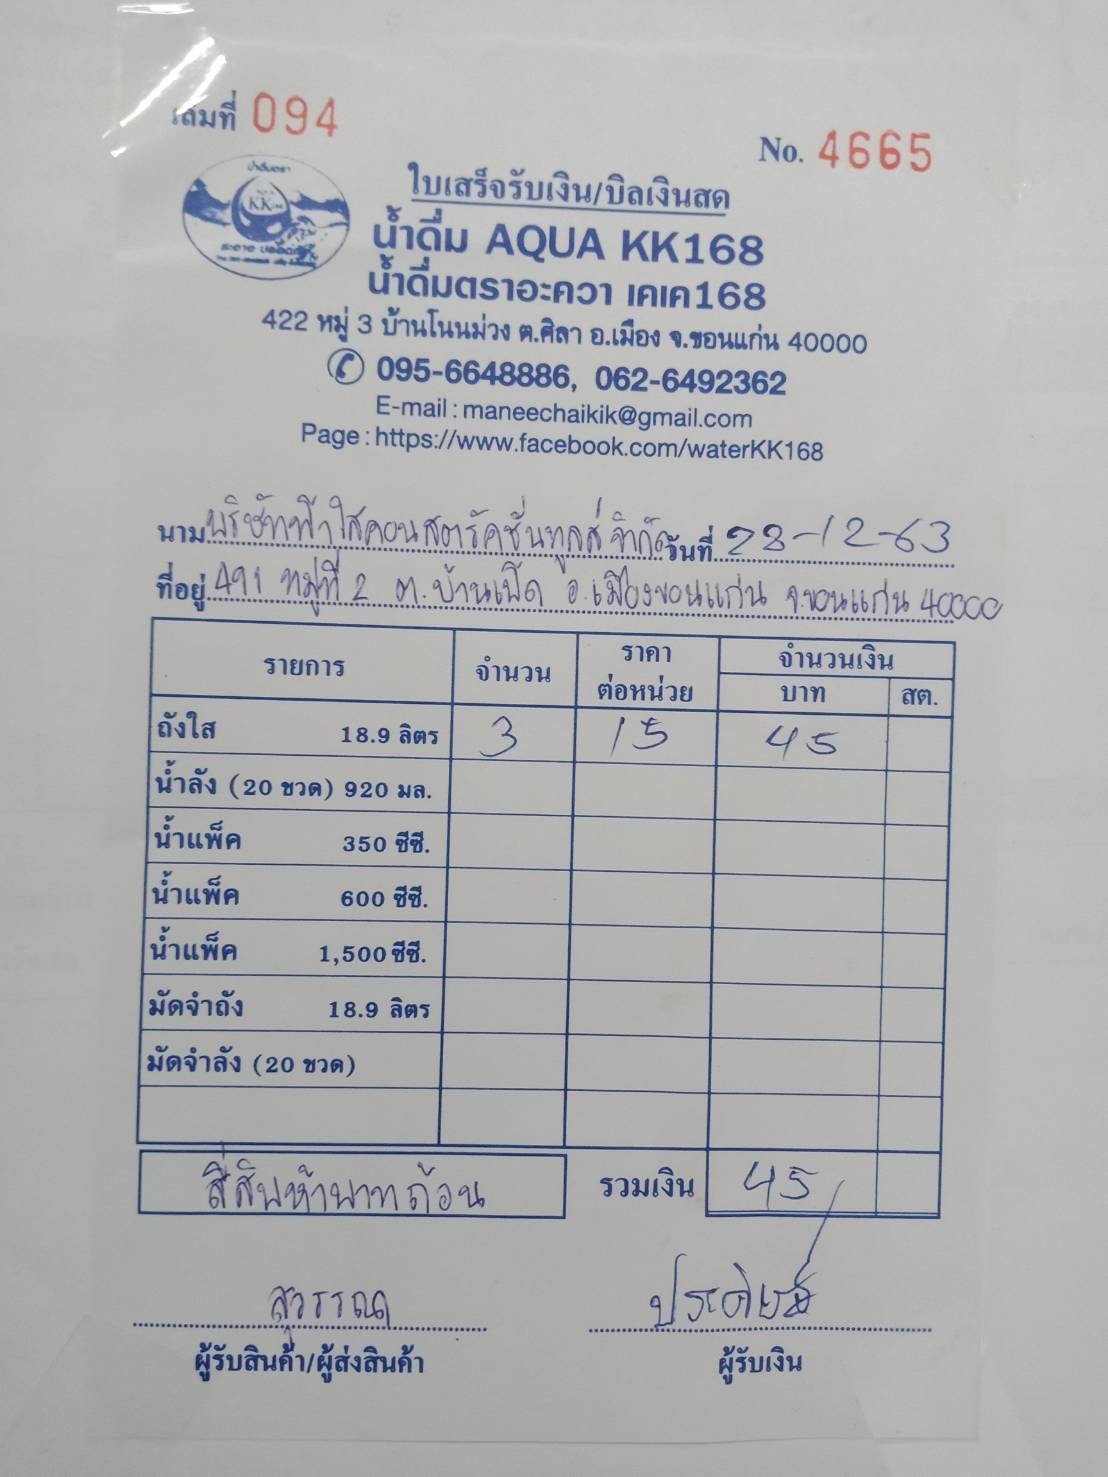 เล่มที่ 094
No. 4665
น้ำดื่มตรา
KK
ใบเสร็จรับเงิน/บิลเงินสด
น้ำดื่ม AQUA KK168
น้ำดื่มตราอะควา เคเค168
422 หมู่ 3 บ้านโนนม่วง ต.ศิลา อ.เมือง จ.ขอนแก่น 40000
095-6648886, 062-6492362
E-mail : maneechaikik@gmail.com
Page : https://www.facebook.com/waterKK168
นาม บริษัทฟ้าใสคอนสตรัคชั่นทูลส์ จำกัด วันที่ 28-12-63
ที่อยู่ 491 หมู่ที่ 2 ต.บ้านเป็ด อ.เมืองขอนแก่น จ.ขอนแก่น 40000
รายการ จำนวน ราคาต่อหน่วย จำนวนเงิน
บาท สต.
ถังใส 18.9 ลิตร 3 15 45
น้ำลัง (20 ขวด) 920 มล.
น้ำแพ็ค 350 ซีซี.
น้ำแพ็ค 600 ซีซี.
น้ำแพ็ค 1,500 ซีซี.
มัดจำถัง 18.9 ลิตร
มัดจำลัง (20 ขวด)
สี่สิบห้าบาทถ้วน รวมเงิน 45
สุวรรณ ประดิษฐ์
ผู้รับสินค้า/ผู้ส่งสินค้า ผู้รับเงิน